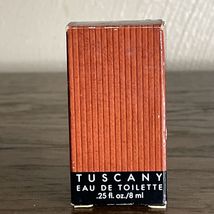 TUSCANY
EAU DE TOILETTE
.25 fl. oz./8 ml